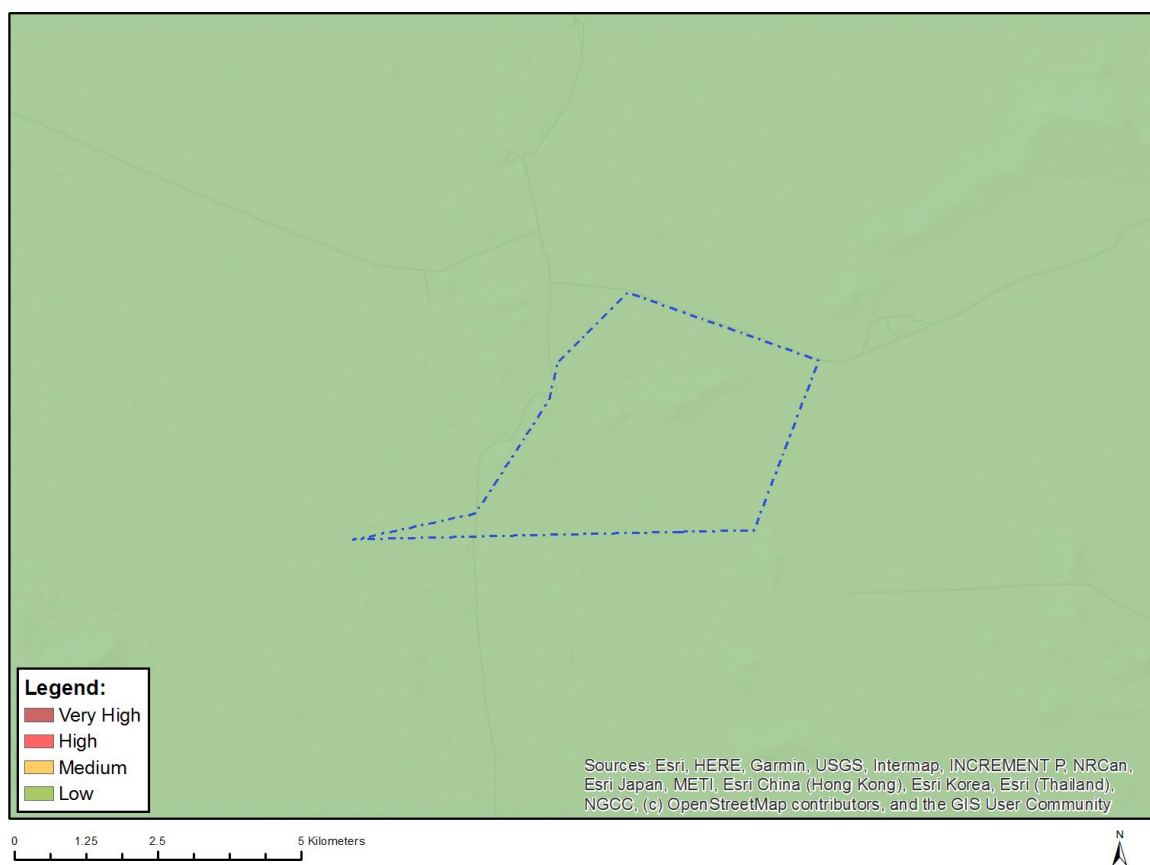 Legend:
Very High
High
Medium
Low
Sources: Esri, HERE, Garmin, USGS, Intermap, INCREMENT P, NRCan,
Esri Japan, METI, Esri China (Hong Kong), Esri Korea, Esri (Thailand),
NGCC, (c) OpenStreetMap contributors, and the GIS User Community
0 1.25 2.5 5 Kilometers
N